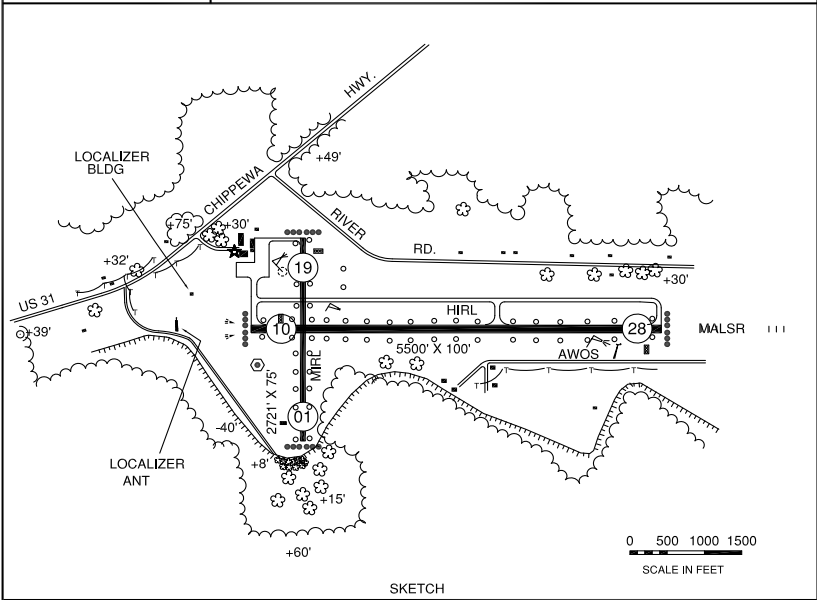 HWY.
+49'
LOCALIZER
BLDG
CHIPPEWA
+75'
+30'
RIVER
RD.
+32'
19
+30'
US 31
HIRL
10
28
MALSR
+39'
5500' X 100'
AWOS
MIRL
2721' X 75'
01
-40'
LOCALIZER
ANT
+8'
+15'
+60'
0 500 1000 1500
SCALE IN FEET
SKETCH